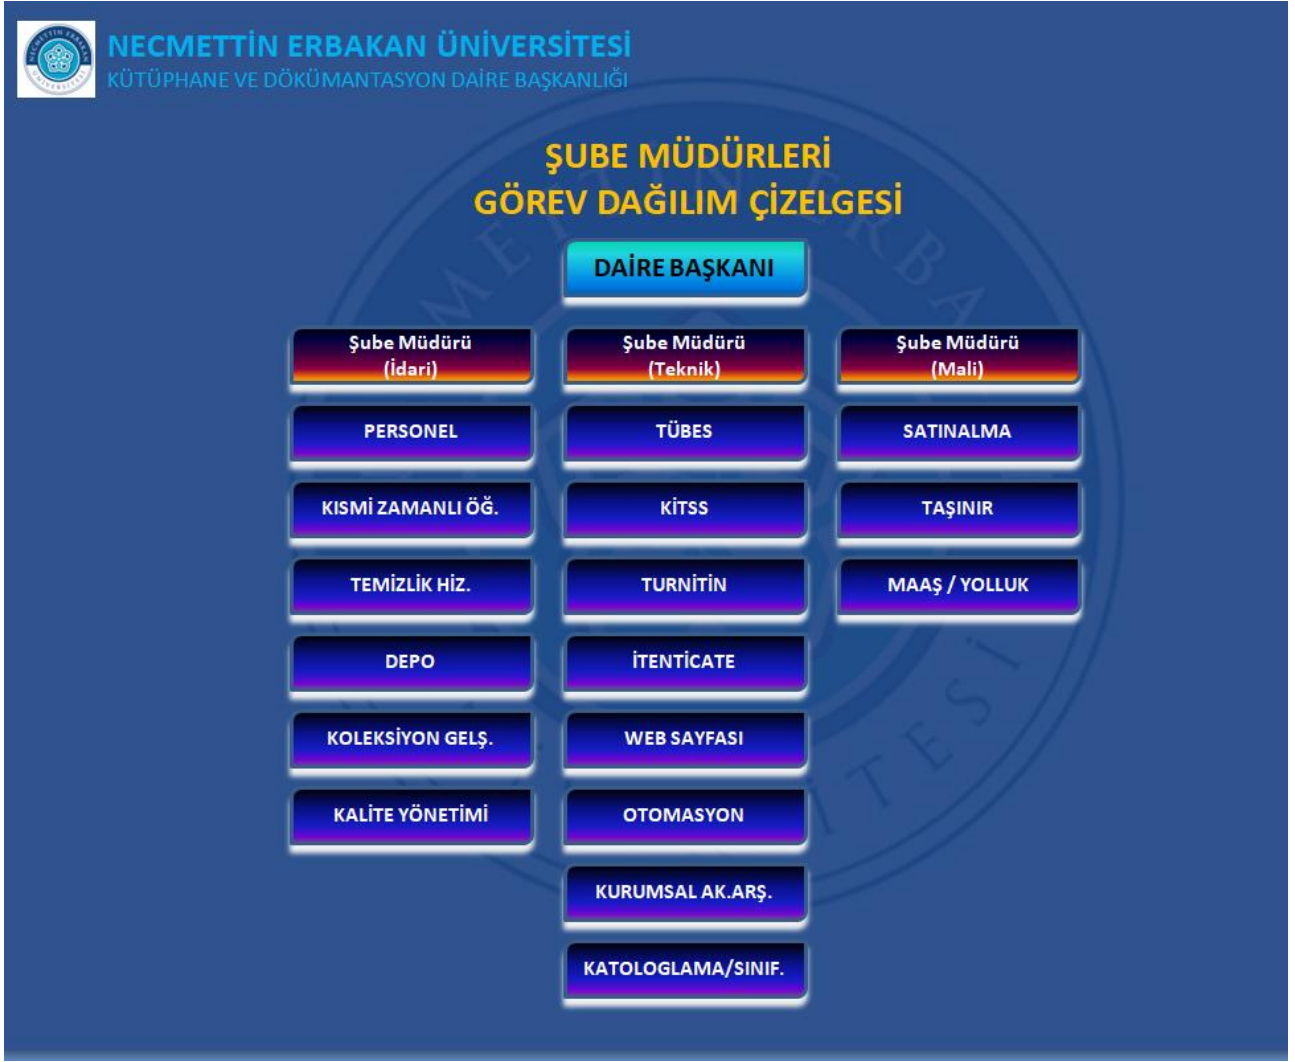 NECMETTİN ERBAKAN ÜNİVERSİTESİ
KÜTÜPHANE VE DÖKÜMANTASYON DAİRE BAŞKANLIĞI
ŞUBE MÜDÜRLERİ
GÖREV DAĞILIM ÇİZELGESİ
DAİRE BAŞKANI
Şube Müdürü
(İdari)
Şube Müdürü
(Teknik)
Şube Müdürü
(Mali)
PERSONEL
TÜBES
SATINALMA
KISMİ ZAMANLI ÖĞ.
KİTSS
TAŞINIR
TEMİZLİK HİZ.
TURNİTİN
MAAŞ / YOLLUK
DEPO
İTENTİCATE
KOLEKSİYON GELŞ.
WEB SAYFASI
KALİTE YÖNETİMİ
OTOMASYON
KURUMSAL AK.ARŞ.
KATOLOGLAMA/SINIF.